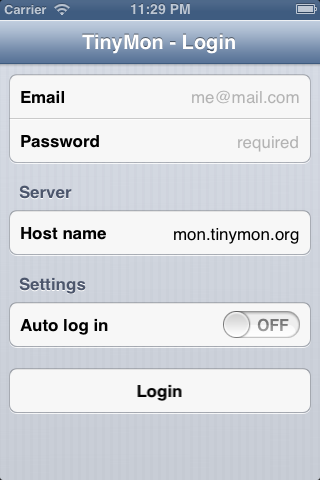 Carrier 11:29 PM
TinyMon - Login
Email me@mail.com
Password required
Server
Host name mon.tinymon.org
Settings
Auto log in OFF
Login